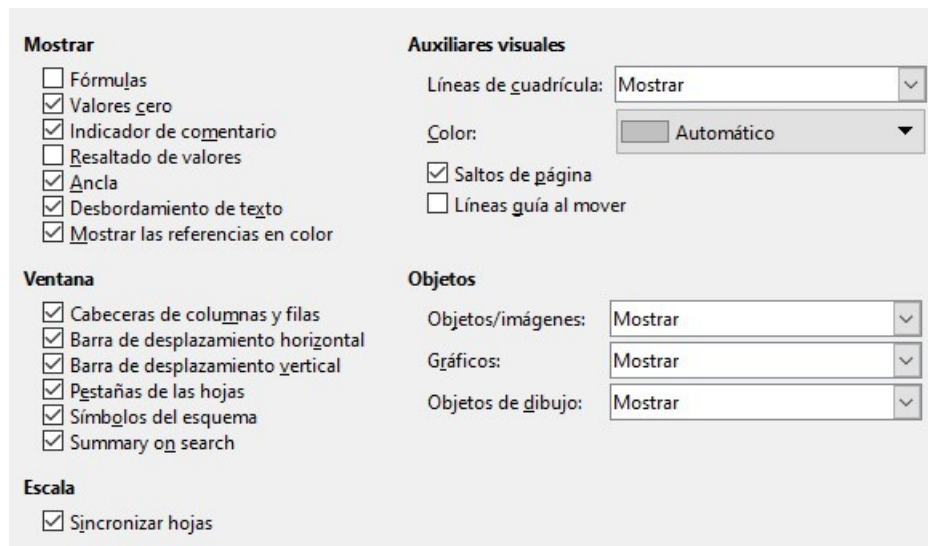 Mostrar
Fórmulas
Valores cero
Indicador de comentario
Resaltado de valores
Ancla
Desbordamiento de texto
Mostrar las referencias en color
Ventana
Cabeceras de columnas y filas
Barra de desplazamiento horizontal
Barra de desplazamiento vertical
Pestañas de las hojas
Símbolos del esquema
Summary on search
Escala
Sincronizar hojas
Auxiliares visuales
Líneas de cuadrícula: Mostrar
Color: Automático
Saltos de página
Líneas guía al mover
Objetos
Objetos/imágenes: Mostrar
Gráficos: Mostrar
Objetos de dibujo: Mostrar